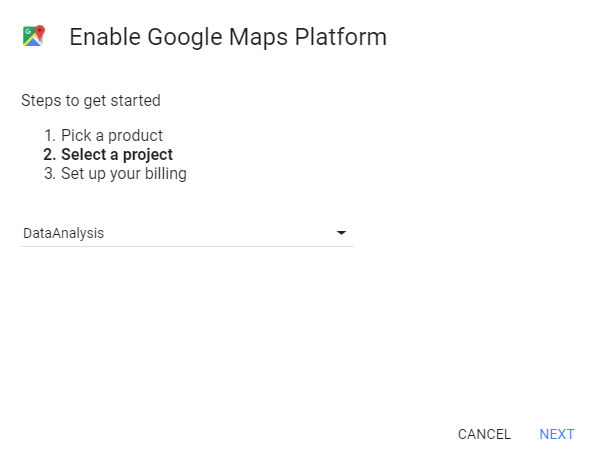 Enable Google Maps Platform
Steps to get started
1. Pick a product
2. Select a project
3. Set up your billing
DataAnalysis
CANCEL NEXT